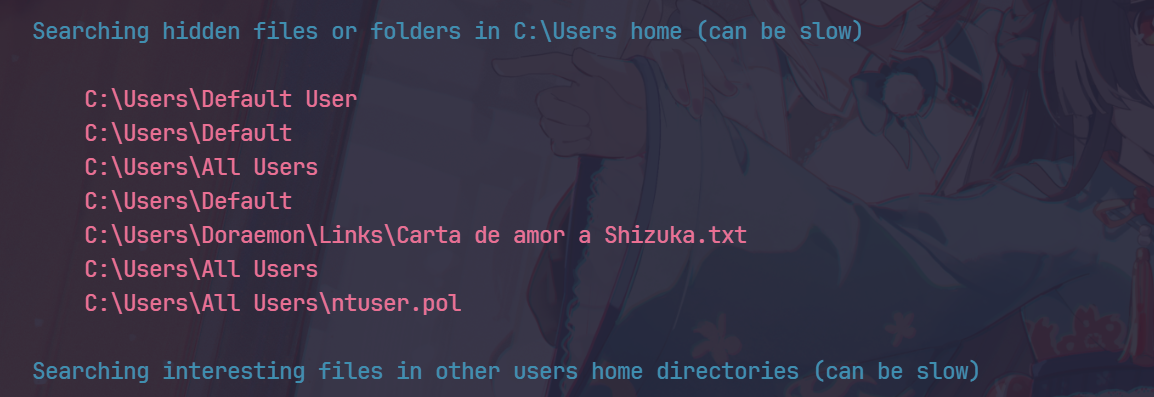 Searching hidden files or folders in C:\Users home (can be slow)
C:\Users\Default User
C:\Users\Default
C:\Users\All Users
C:\Users\Default
C:\Users\Doraemon\Links\Carta de amor a Shizuka.txt
C:\Users\All Users
C:\Users\All Users\ntuser.pol
Searching interesting files in other users home directories (can be slow)